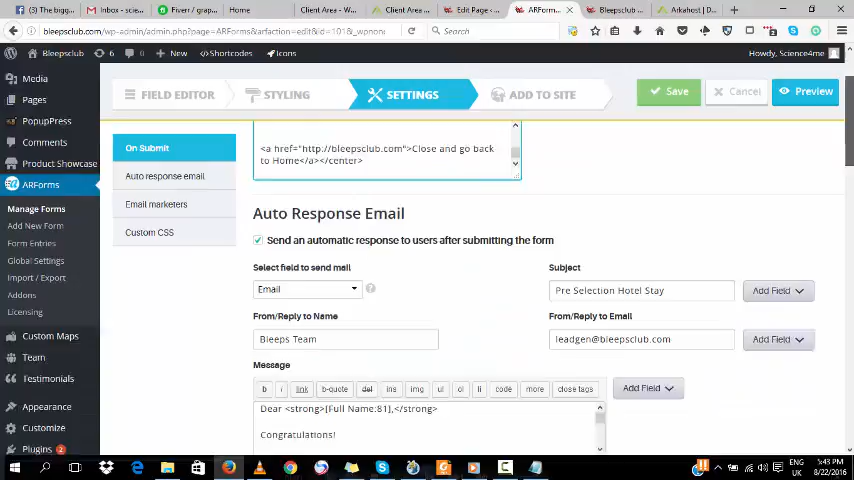 (3) The bigg...
Inbox - scie...
Fiverr / grap...
Home
Client Area - W...
Client Area ...
Edit Page - ...
ARForm...
Bleepsclub ...
Arkahost | D...
bleepsclub.com/wp-admin/admin.php?page=ARForms&arfaction=edit&id=101&_wpnonc
Search
Bleepsclub
6
New
Shortcodes
Icons
Howdy, Science4me
Media
Pages
PopupPress
Comments
Product Showcase
ARForms
Manage Forms
Add New Form
Form Entries
Global Settings
Import / Export
Addons
Licensing
Custom Maps
Team
Testimonials
Appearance
Customize
Plugins 2
FIELD EDITOR
STYLING
SETTINGS
ADD TO SITE
Save
Cancel
Preview
On Submit
Auto response email
Email marketers
Custom CSS
<a href="http://bleepsclub.com">Close and go back
to Home</a></center>
Auto Response Email
Send an automatic response to users after submitting the form
Select field to send mail
Subject
Email
Pre Selection Hotel Stay
Add Field
From/Reply to Name
From/Reply to Email
Bleeps Team
leadgen@bleepsclub.com
Add Field
Message
b
i
link
b-quote
del
ins
img
ul
ol
li
code
more
close tags
Add Field
Dear <strong>[Full Name:81],</strong>
Congratulations!
ENG
UK
5:43 PM
8/22/2016